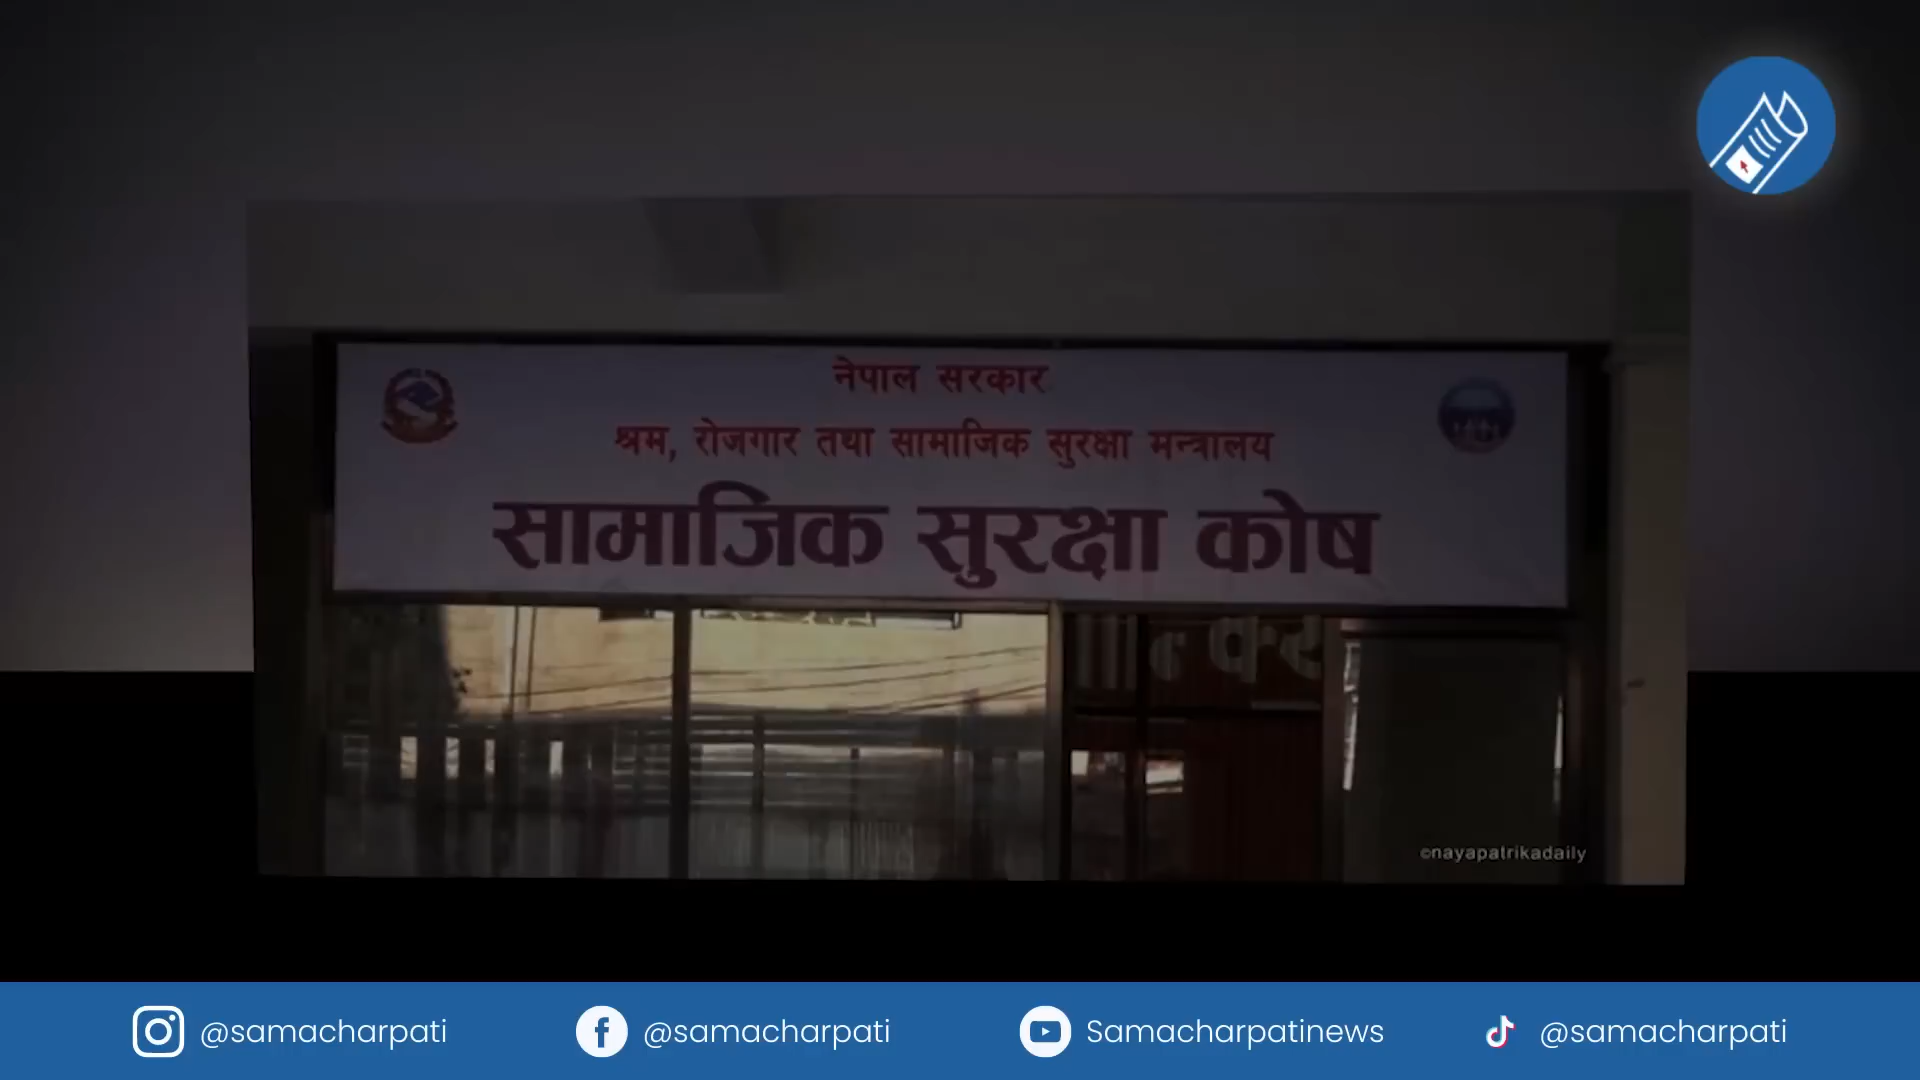 नेपाल सरकार
श्रम, रोजगार तथा सामाजिक सुरक्षा मन्त्रालय
सामाजिक सुरक्षा कोष
©nayapatrikadaily
@samacharpati
@samacharpati
Samacharpatinews
@samacharpati